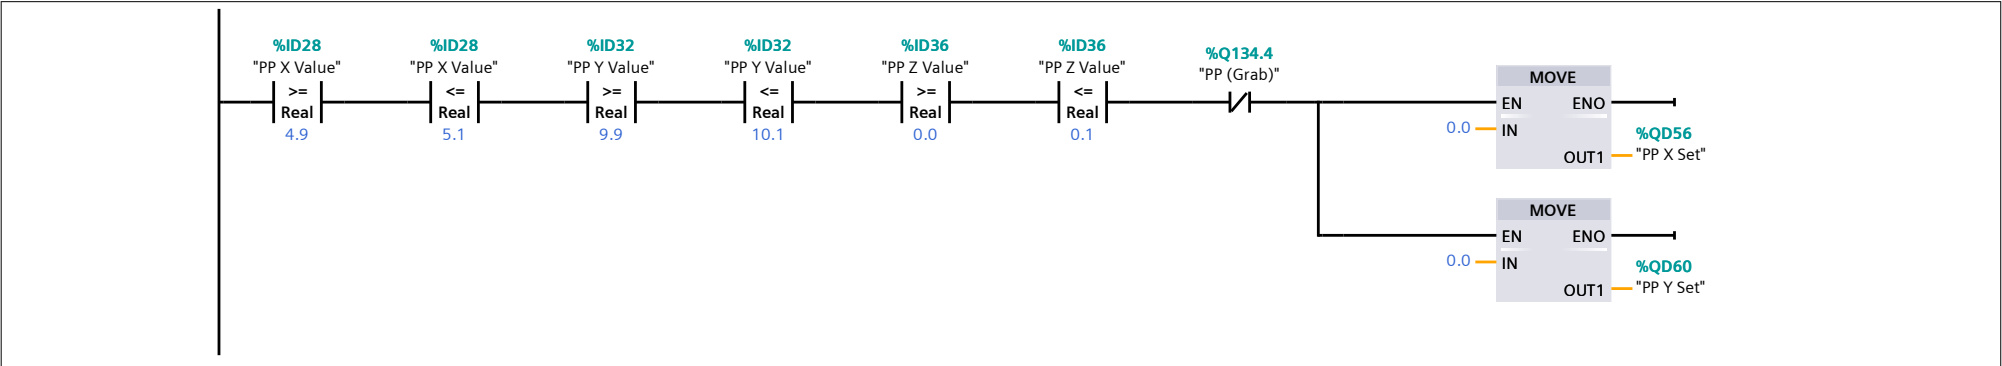 %ID28
"PP X Value"
>=
Real
4.9
%ID28
"PP X Value"
<=
Real
5.1
%ID32
"PP Y Value"
>=
Real
9.9
%ID32
"PP Y Value"
<=
Real
10.1
%ID36
"PP Z Value"
>=
Real
0.0
%ID36
"PP Z Value"
<=
Real
0.1
%Q134.4
"PP (Grab)"
MOVE
EN ENO
0.0 IN
%QD56
OUT1 "PP X Set"
MOVE
EN ENO
0.0 IN
%QD60
OUT1 "PP Y Set"